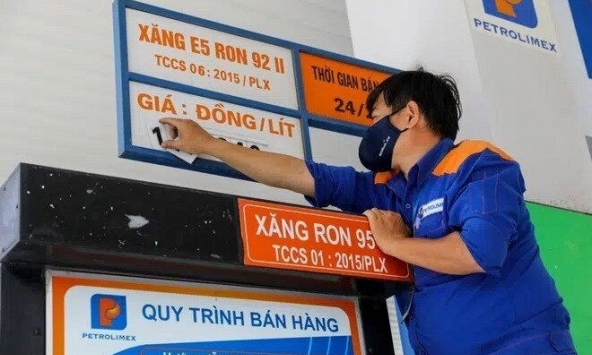 XĂNG E5 RON 92 II
TCCS 06 : 2015/PLX
GIÁ : ĐỒNG/LÍT
THỜI GIAN BÁN
24/
PETROLIMEX
XĂNG RON 95
TCCS 01 : 2015/PLX
PETROLIMEX
QUY TRÌNH BÁN HÀNG